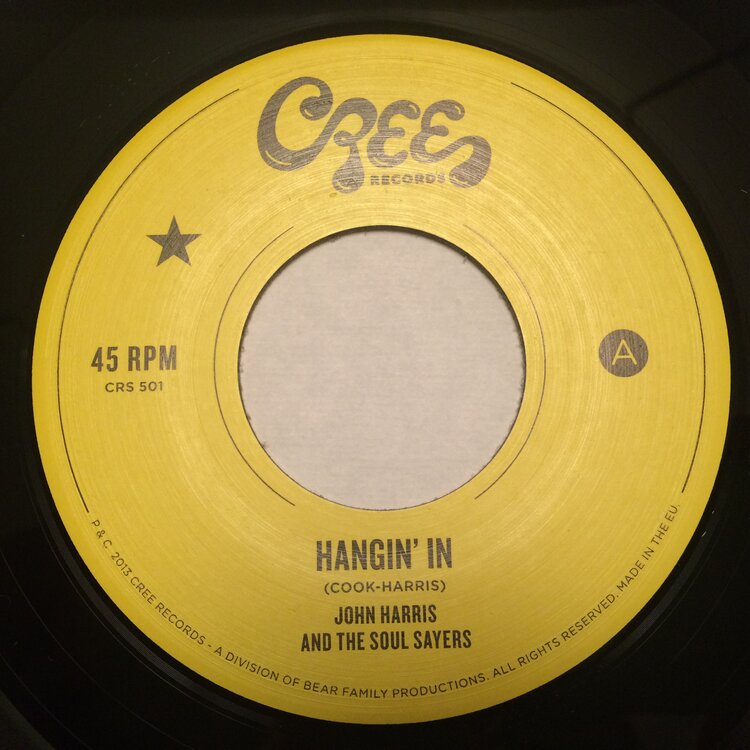 CREE
RECORDS
45 RPM
CRS 501
A
HANGIN' IN
(COOK-HARRIS)
JOHN HARRIS
AND THE SOUL SAYERS
P & C 2013 CREE RECORDS - A DIVISION OF BEAR FAMILY PRODUCTIONS. ALL RIGHTS RESERVED. MADE IN THE EU.